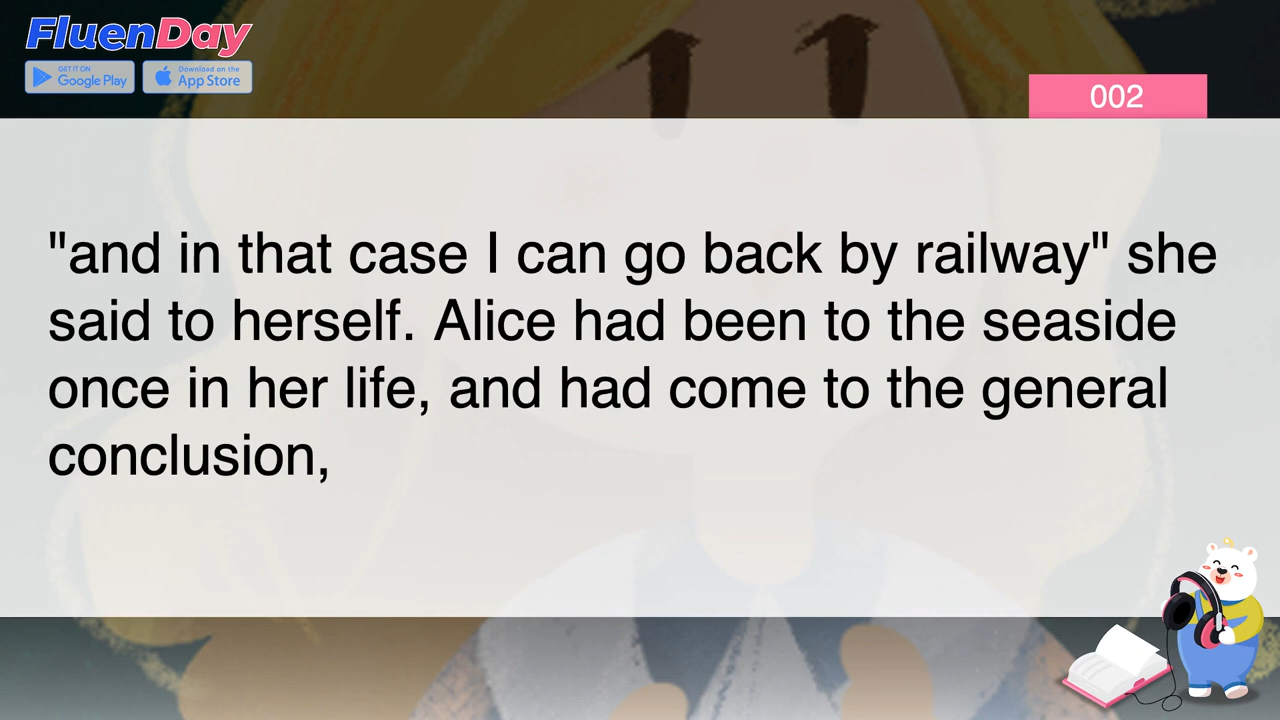 FluenDay
GET IT ON
Google Play
Download on the
App Store
002
"and in that case I can go back by railway" she
said to herself. Alice had been to the seaside
once in her life, and had come to the general
conclusion,